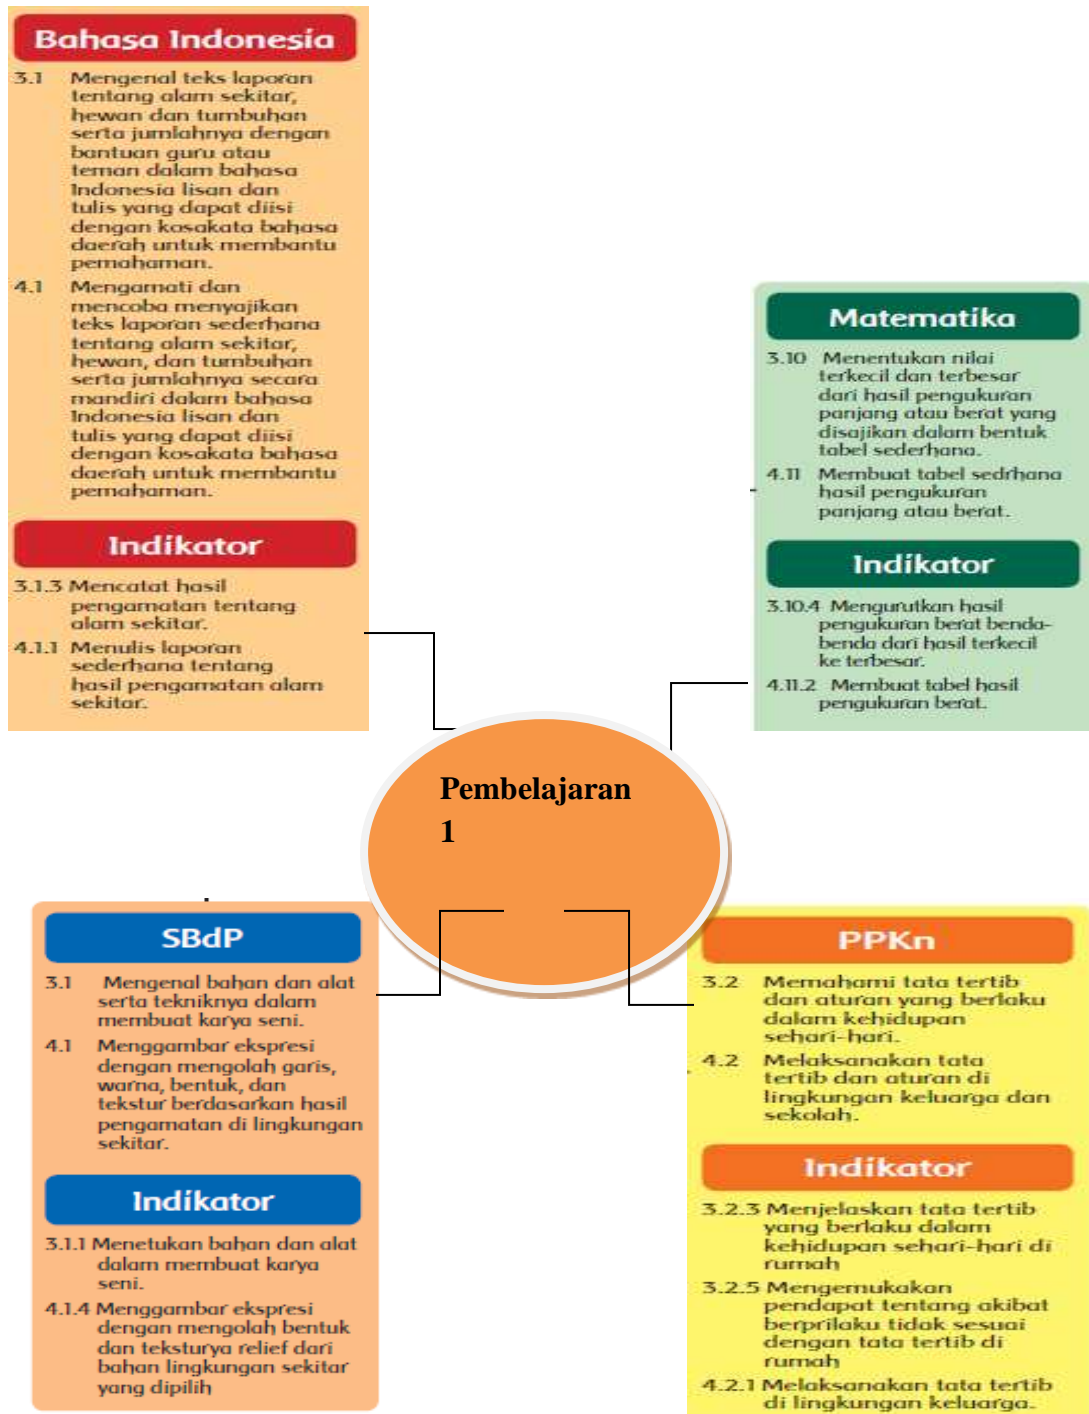 Bahasa Indonesia
3.1 Mengenal teks laporan
tentang alam sekitar,
hewan dan tumbuhan
serta jumlahnya dengan
bantuan guru atau
teman dalam bahasa
Indonesia lisan dan
tulis yang dapat diisi
dengan kosakata bahasa
daerah untuk membantu
pemahaman.
4.1 Mengamati dan
mencoba menyajikan
teks laporan sederhana
tentang alam sekitar,
hewan, dan tumbuhan
serta jumlahnya secara
mandiri dalam bahasa
Indonesia lisan dan
tulis yang dapat diisi
dengan kosakata bahasa
daerah untuk membantu
pemahaman.
Indikator
3.1.3 Mencatat hasil
pengamatan tentang
alam sekitar.
4.1.1 Menulis laporan
sederhana tentang
hasil pengamatan alam
sekitar.
Matematika
3.10 Menentukan nilai
terkecil dan terbesar
dari hasil pengukuran
panjang atau berat yang
disajikan dalam bentuk
tabel sederhana.
4.11 Membuat tabel sedrhana
hasil pengukuran
panjang atau berat.
Indikator
3.10.4 Mengurutkan hasil
pengukuran berat benda-
benda dari hasil terkecil
ke terbesar.
4.11.2 Membuat tabel hasil
pengukuran berat.
Pembelajaran
1
SBdP
3.1 Mengenal bahan dan alat
serta tekniknya dalam
membuat karya seni.
4.1 Menggambar ekspresi
dengan mengolah garis,
warna, bentuk, dan
tekstur berdasarkan hasil
pengamatan di lingkungan
sekitar.
Indikator
3.1.1 Menetukan bahan dan alat
dalam membuat karya
seni.
4.1.4 Menggambar ekspresi
dengan mengolah bentuk
dan teksturya relief dari
bahan lingkungan sekitar
yang dipilih
PPKn
3.2 Memahami tata tertib
dan aturan yang berlaku
dalam kehidupan
sehari-hari.
4.2 Melaksanakan tata
tertib dan aturan di
lingkungan keluarga dan
sekolah.
Indikator
3.2.3 Menjelaskan tata tertib
yang berlaku dalam
kehidupan sehari-hari di
rumah
3.2.5 Mengemukakan
pendapat tentang akibat
berprilaku tidak sesuai
dengan tata tertib di
rumah
4.2.1 Melaksanakan tata tertib
di lingkungan keluarga.